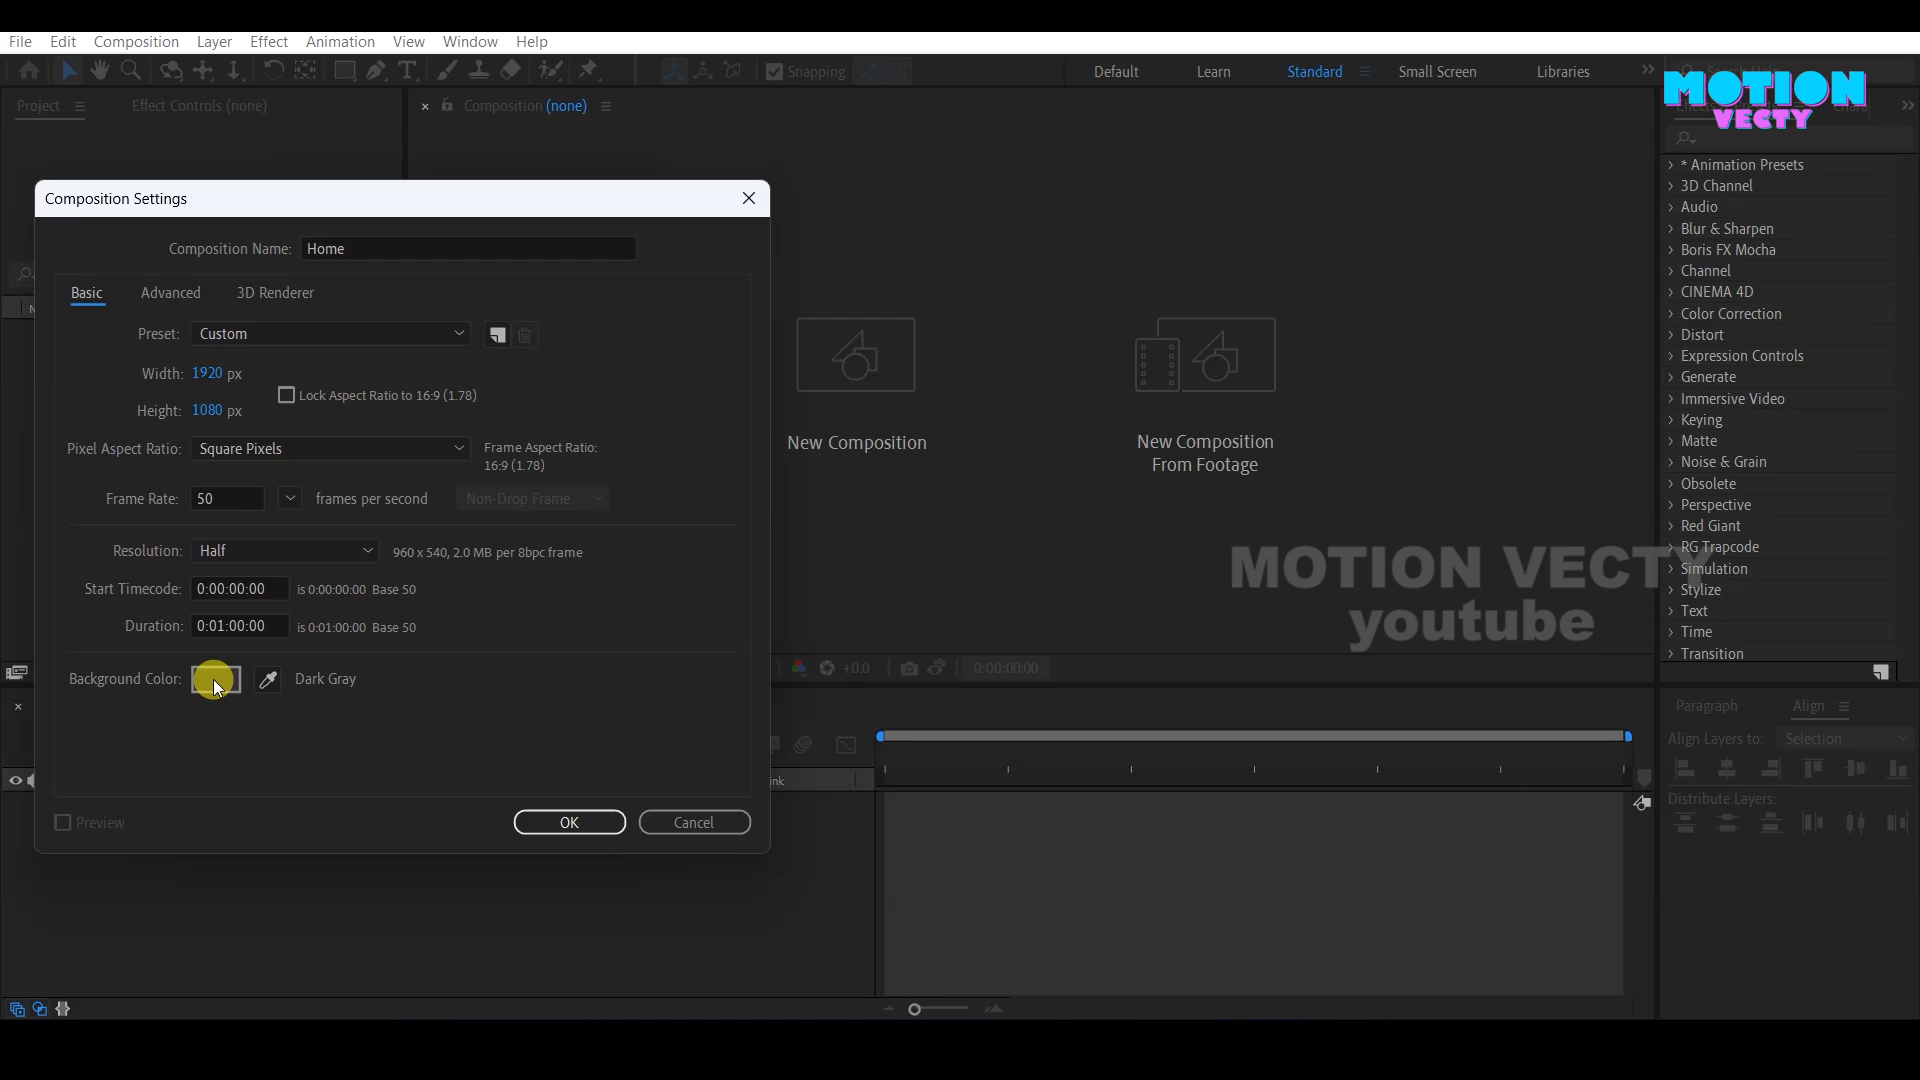 File Edit Composition Layer Effect Animation View Window Help
Snapping
Default Learn Standard Small Screen Libraries
MOTION
VECTY
Project
Effect Controls (none)
Composition (none)
Composition Settings
Composition Name: Home
Basic Advanced 3D Renderer
Preset: Custom
Width: 1920 px
Lock Aspect Ratio to 16:9 (1.78)
Height: 1080 px
Pixel Aspect Ratio: Square Pixels
Frame Aspect Ratio:
16:9 (1.78)
Frame Rate: 50 frames per second Non-Drop Frame
Resolution: Half 960 x 540, 2.0 MB per 8bpc frame
Start Timecode: 0:00:00:00 is 0:00:00:00 Base 50
Duration: 0:01:00:00 is 0:01:00:00 Base 50
Background Color: Dark Gray
Preview
OK
Cancel
New Composition
New Composition
From Footage
MOTION VECTY
youtube
+0.0
0:00:00:00
* Animation Presets
3D Channel
Audio
Blur & Sharpen
Boris FX Mocha
Channel
CINEMA 4D
Color Correction
Distort
Expression Controls
Generate
Immersive Video
Keying
Matte
Noise & Grain
Obsolete
Perspective
Red Giant
RG Trapcode
Simulation
Stylize
Text
Time
Transition
Paragraph Align
Align Layers to: Selection
Distribute Layers: